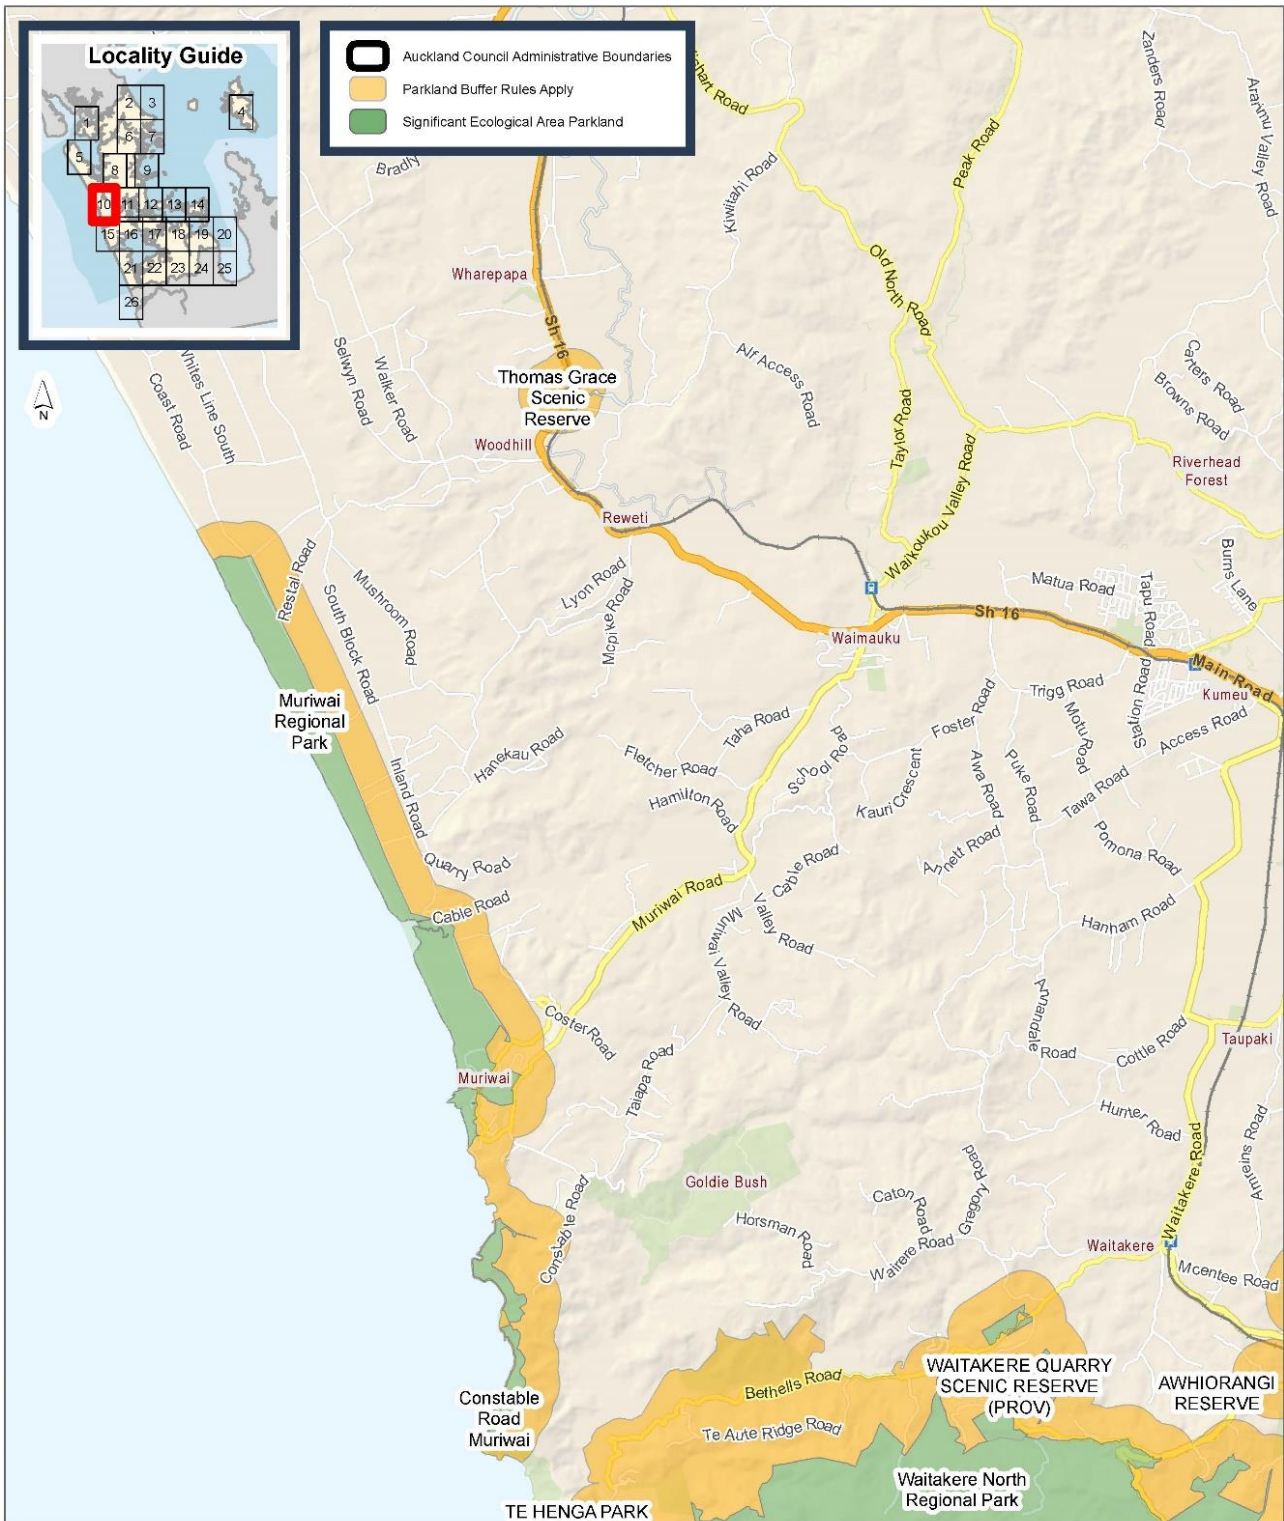 Locality Guide
1
2
3
4
5
6
7
8
9
10
11
12
13
14
15
16
17
18
19
20
21
22
23
24
25
26
Auckland Council Administrative Boundaries
Parkland Buffer Rules Apply
Significant Ecological Area Parkland
N
Zanders Road
Ararimu Valley Road
Peak Road
Bradly
Kiwitahi Road
Old North Road
Wharepapa
Sh 16
Selwyn Road
Walker Road
Whites Line South
Coast Road
Thomas Grace
Scenic
Reserve
Alf Access Road
Carters Road
Browns Road
Taylor Road
Woodhill
Riverhead
Forest
Waikoukou Valley Road
Reweti
Restal Road
Mushroom Road
South Block Road
Lyon Road
Mcpike Road
Matua Road
Tapu Road
Burns Lane
Sh 16
Waimauku
Main Road
Kumeu
Muriwai
Regional
Park
Trigg Road
Motu Road
Station Road
Access Road
Foster Road
Taha Road
Hanekau Road
Fletcher Road
School Road
Kauri Crescent
Awa Road
Puke Road
Tawa Road
Hamilton Road
Inland Road
Quarry Road
Annett Road
Pomona Road
Cable Road
Cable Road
Muriwai Road
Valley Road
Muriwai Valley Road
Hanham Road
Annandale
Road
Coster Road
Cottle Road
Taupaki
Muriwai
Taiapa Road
Hunter Road
Amreins Road
Waitakere Road
Constable Road
Goldie Bush
Horsman Road
Caton Road
Gregory Road
Wairere Road
Waitakere
Mcentee Road
WAITAKERE QUARRY
SCENIC RESERVE
(PROV)
AWHIORANGI
RESERVE
Bethells Road
Te Aute Ridge Road
Constable
Road
Muriwai
Waitakere North
Regional Park
TE HENGA PARK